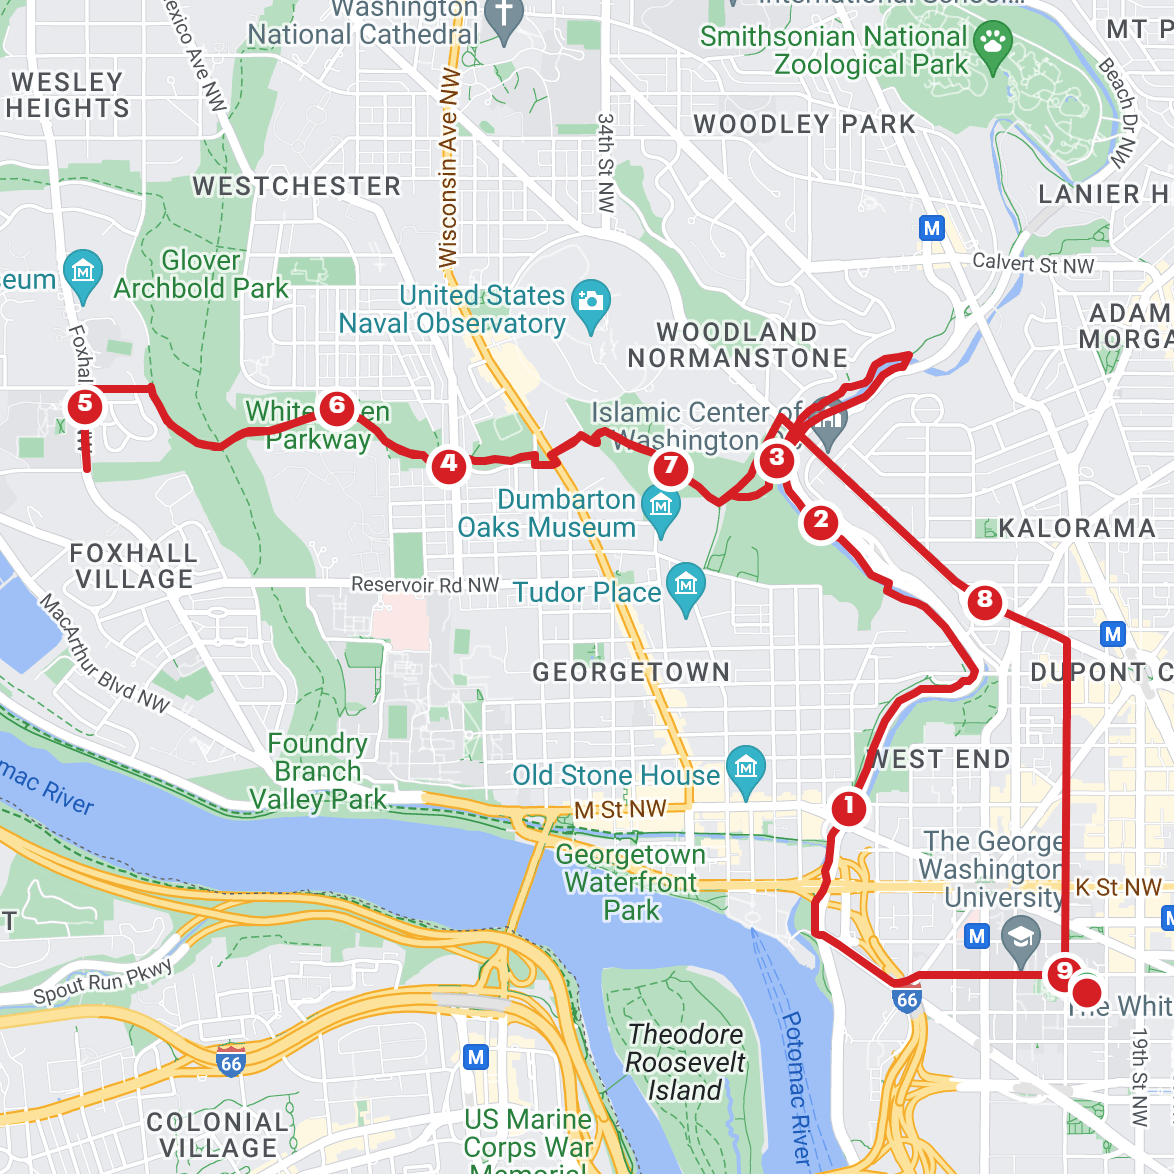 Washington
National Cathedral
International School...
Smithsonian National
Zoological Park
MT P
Mexico Ave NW
WESLEY
HEIGHTS
Wisconsin Ave NW
34th St NW
WOODLEY PARK
Beach Dr NW
WESTCHESTER
LANIER H
M
Glover
Archbold Park
seum
Calvert St NW
United States
Naval Observatory
ADAM
MORGA
WOODLAND
NORMANSTONE
Foxhal
5
6
White
en
Parkway
Islamic Center of
Washington
4
7
3
2
Dumbarton
Oaks Museum
KALORAMA
FOXHALL
VILLAGE
Reservoir Rd NW
Tudor Place
8
MacArthur Blvd NW
M
GEORGETOWN
DUPONT C
Foundry
Branch
Valley Park
WEST END
Old Stone House
mac River
M St NW
1
Georgetown
Waterfront
Park
The George
Washington
University
K St NW
T
M
Spout Run Pkwy
9
66
The Whit
Theodore
Roosevelt
Island
Potomac River
19th St NW
66
M
COLONIAL
VILLAGE
US Marine
Corps War
Memorial